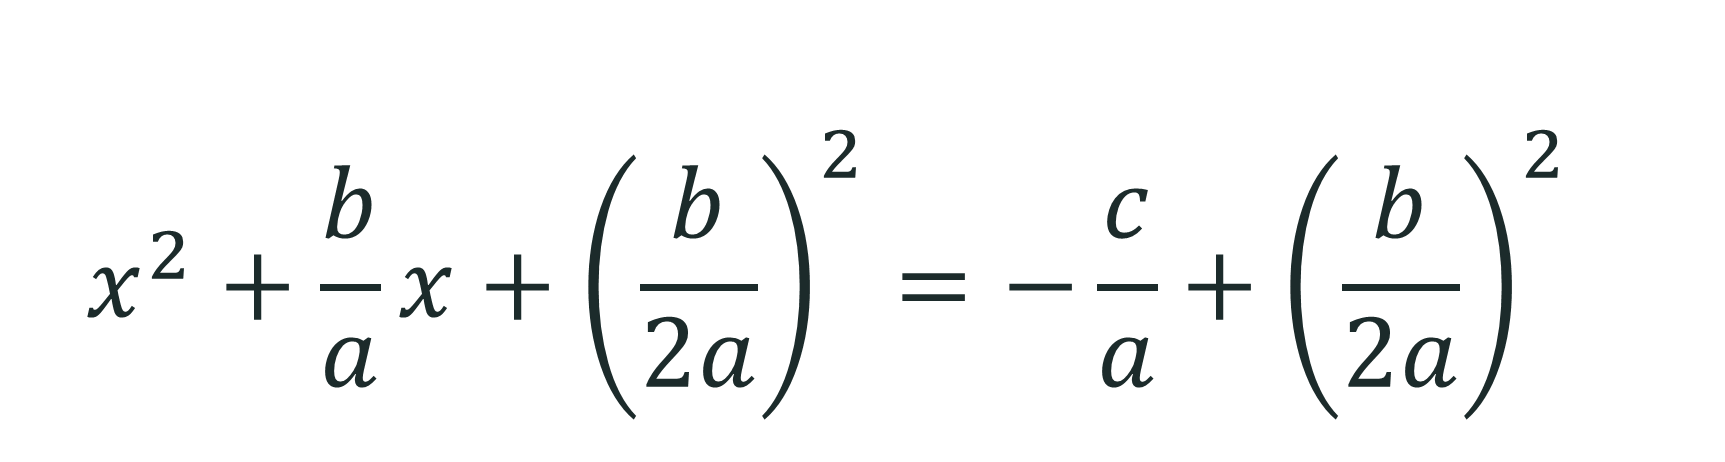 x² + b/a x + (b/2a)² = −c/a + (b/2a)²